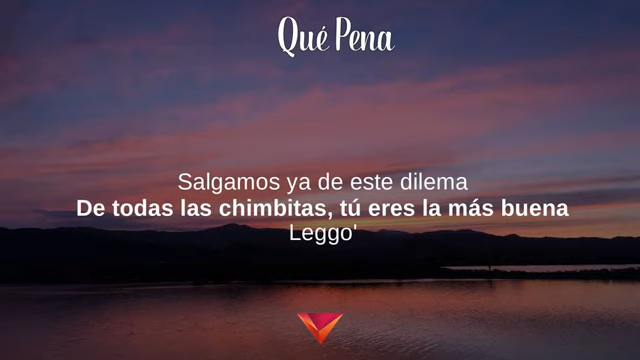 Qué Pena
Salgamos ya de este dilema
De todas las chimbitas, tú eres la más buena
Leggo'